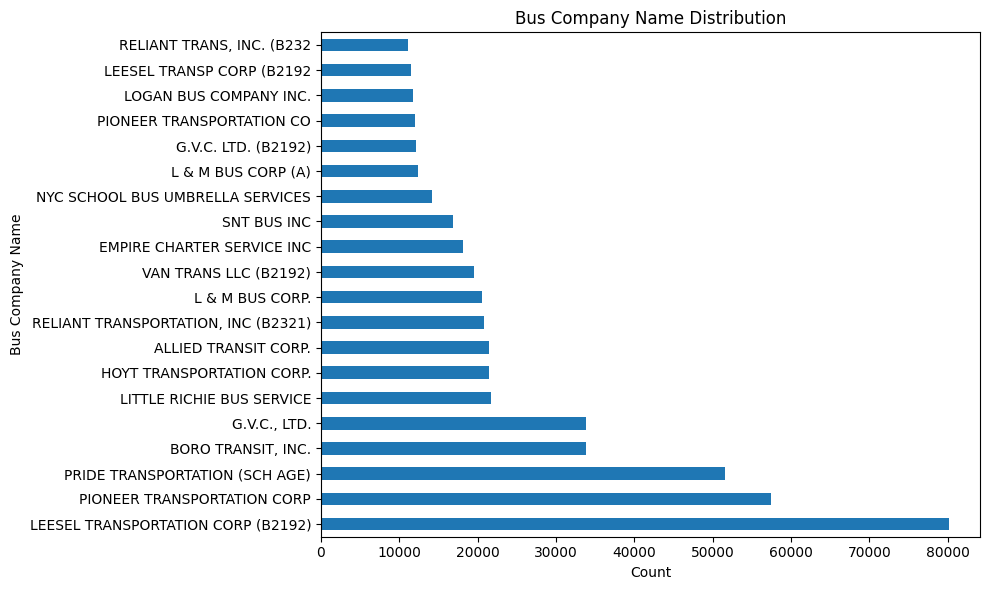 Bus Company Name Distribution
RELIANT TRANS, INC. (B232
LEESEL TRANSP CORP (B2192
LOGAN BUS COMPANY INC.
PIONEER TRANSPORTATION CO
G.V.C. LTD. (B2192)
L & M BUS CORP (A)
NYC SCHOOL BUS UMBRELLA SERVICES
SNT BUS INC
EMPIRE CHARTER SERVICE INC
VAN TRANS LLC (B2192)
L & M BUS CORP.
RELIANT TRANSPORTATION, INC (B2321)
ALLIED TRANSIT CORP.
HOYT TRANSPORTATION CORP.
LITTLE RICHIE BUS SERVICE
G.V.C., LTD.
BORO TRANSIT, INC.
PRIDE TRANSPORTATION (SCH AGE)
PIONEER TRANSPORTATION CORP
LEESEL TRANSPORTATION CORP (B2192)
Bus Company Name
0 10000 20000 30000 40000 50000 60000 70000 80000
Count